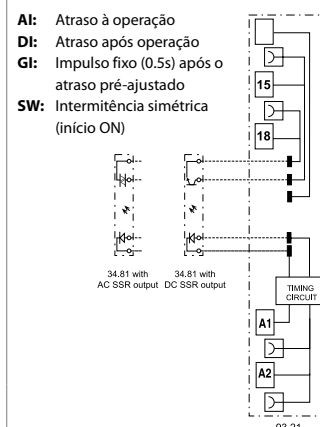 AI: Atraso à operação
DI: Atraso após operação
GI: Impulso fixo (0.5s) após o
atraso pré-ajustado
SW: Intermitência simétrica
(início ON)
15
18
34.81 with
AC SSR output
34.81 with
DC SSR output
TIMING
CIRCUIT
A1
A2
93.21